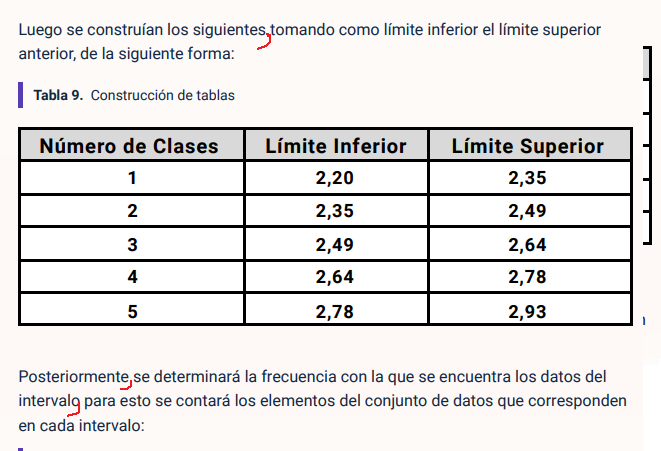 Luego se construían los siguientes, tomando como límite inferior el límite superior
anterior, de la siguiente forma:
Tabla 9. Construcción de tablas
Número de Clases Límite Inferior Límite Superior
1 2,20 2,35
2 2,35 2,49
3 2,49 2,64
4 2,64 2,78
5 2,78 2,93
Posteriormente, se determinará la frecuencia con la que se encuentra los datos del
intervalo, para esto se contará los elementos del conjunto de datos que corresponden
en cada intervalo: